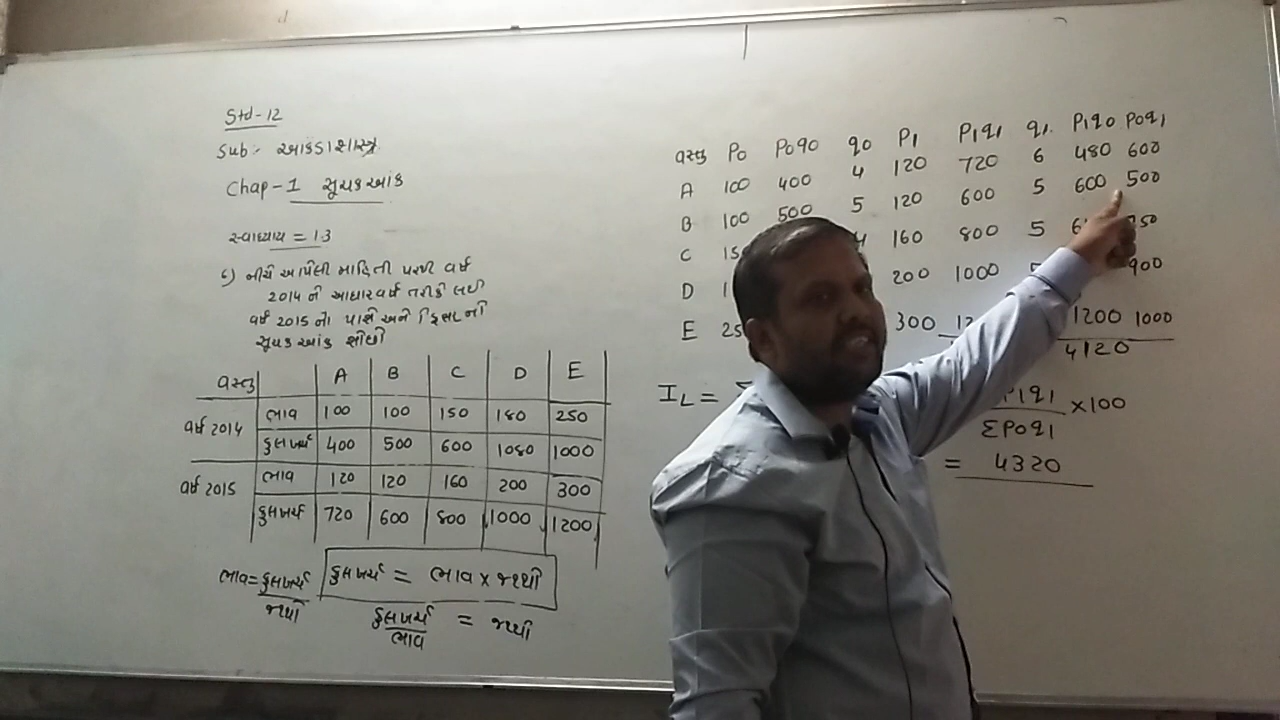 Std-12
Sub:- આંકડાશાસ્ત્ર
Chap-1 સૂચકઆંક
સ્વાધ્યાય = 1.3
6) નીચે આપેલી માહિતી પરથી વર્ષ
2014 ને આધારવર્ષ તરીકે લઈ
વર્ષ 2015 નો પાશે અને ફિશરનો
સૂચક આંક શોધો
વસ્તુ A B C D E
વર્ષ 2014 ભાવ 100 100 150 180 250
કુલખર્ચ 400 500 600 1080 1000
વર્ષ 2015 ભાવ 120 120 160 200 300
કુલખર્ચ 720 600 800 1000 1200
ભાવ = કુલખર્ચ / જથ્થો
કુલખર્ચ = ભાવ x જથ્થો
કુલખર્ચ / ભાવ = જથ્થો
વસ્તુ P0 P0q0 q0 P1 P1q1 q1 P1q0 P0q1
A 100 400 4 120 720 6 480 600
B 100 500 5 120 600 5 600 500
C 160 800 5
D 200 1000 900
E 300 1200 1000
4120
IL =
P1q1 / ΣP0q1 x100
= 4320